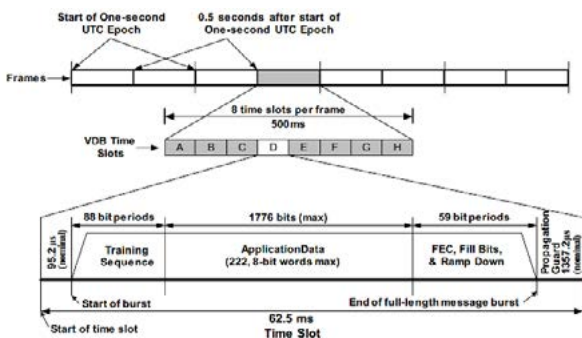 Start of One-second
UTC Epoch
0.5 seconds after start of
One-second UTC Epoch
Frames
8 time slots per frame
500ms
VDB Time
Slots
A B C D E F G H
88 bit periods
1776 bits (max)
59 bit periods
95.2µs
(nominal)
Training
Sequence
ApplicationData
(222, 8-bit words max)
FEC, Fill Bits,
& Ramp Down
Propagation
Guard
1357.2µs
(nominal)
Start of burst
End of full-length message burst
Start of time slot
62.5 ms
Time Slot